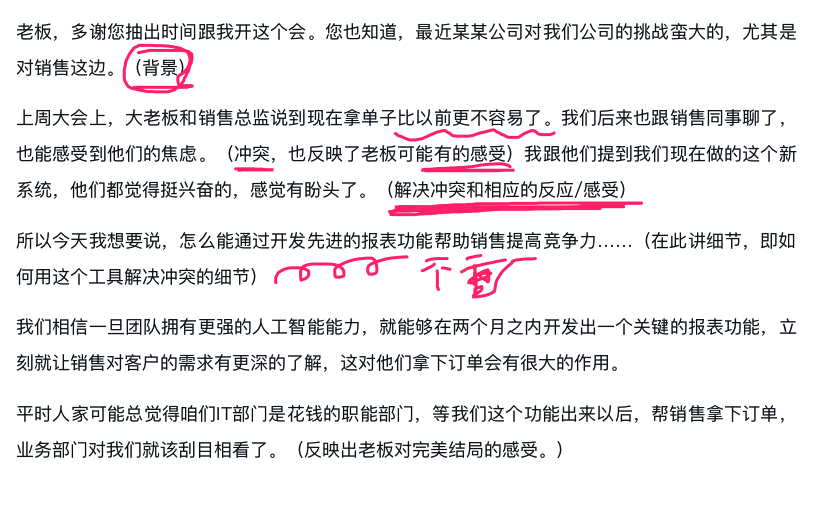 老板，多谢您抽出时间跟我开这个会。您也知道，最近某某公司对我们公司的挑战蛮大的，尤其是
对销售这边。（背景）
上周大会上，大老板和销售总监说到现在拿单子比以前更不容易了。我们后来也跟销售同事聊了，
也能感受到他们的焦虑。（冲突，也反映了老板可能有的感受）我跟他们提到我们现在做的这个新
系统，他们都觉得挺兴奋的，感觉有盼头了。（解决冲突和相应的反应/感受）
所以今天我想要说，怎么能通过开发先进的报表功能帮助销售提高竞争力……（在此讲细节，即如
何用这个工具解决冲突的细节）
我们相信一旦团队拥有更强的人工智能能力，就能够在两个月之内开发出一个关键的报表功能，立
刻就让销售对客户的需求有更深的了解，这对他们拿下订单会有很大的作用。
平时人家可能总觉得咱们IT部门是花钱的职能部门，等我们这个功能出来以后，帮销售拿下订单，
业务部门对我们就该刮目相看了。（反映出老板对完美结局的感受。）